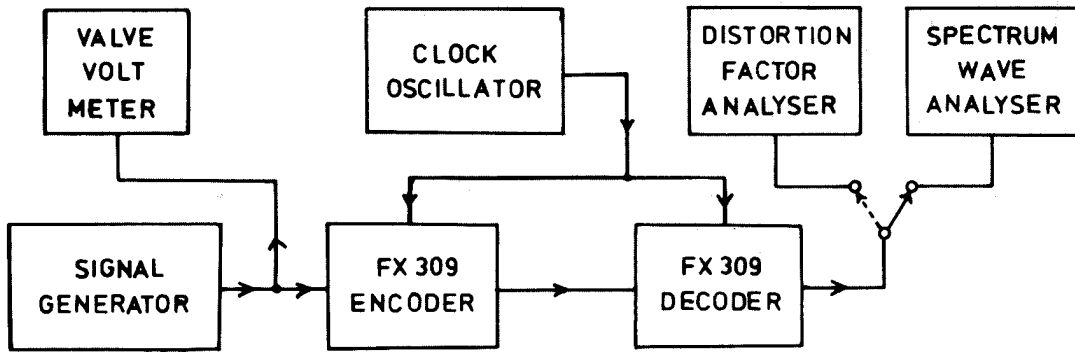 VALVE
VOLT
METER
CLOCK
OSCILLATOR
DISTORTION
FACTOR
ANALYSER
SPECTRUM
WAVE
ANALYSER
SIGNAL
GENERATOR
FX 309
ENCODER
FX 309
DECODER